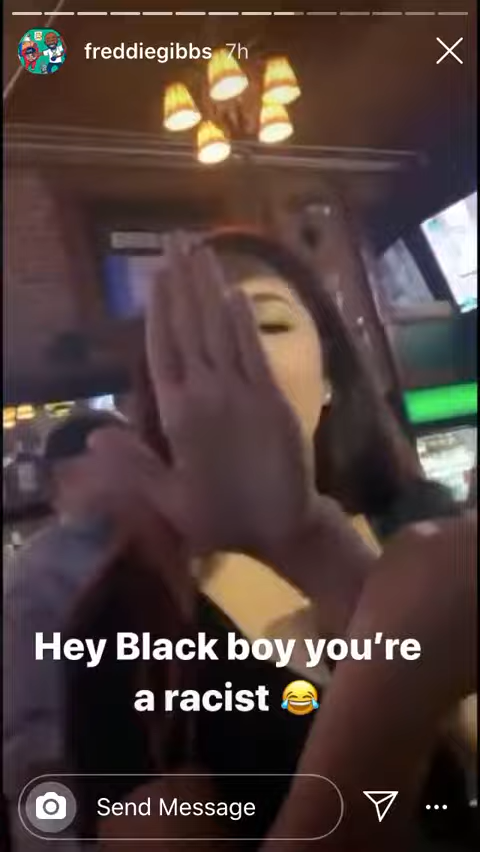 freddiegibbs 7h
Hey Black boy you're
a racist 😂
Send Message